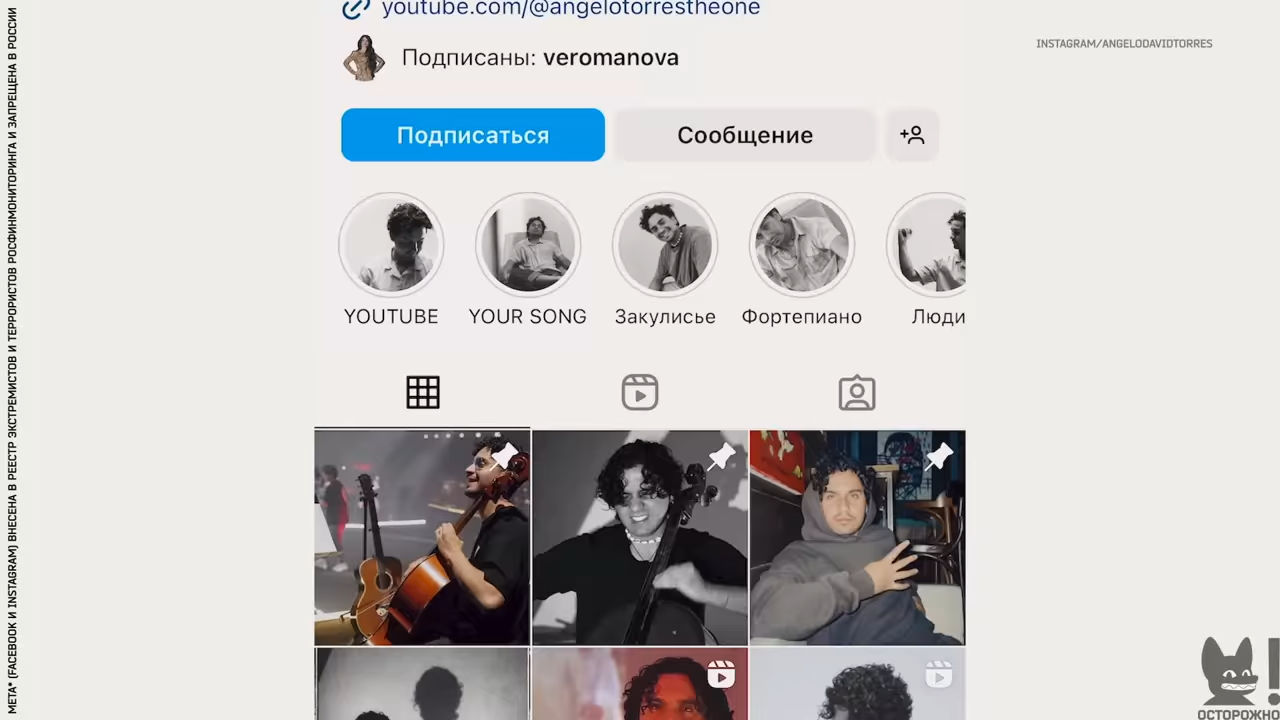 youtube.com/@angelotorrestheone
INSTAGRAM/ANGELODAVIDTORRES
Подписаны: veromanova
Подписаться
Сообщение
YOUTUBE
YOUR SONG
Закулисье
Фортепиано
Люди
META* (FACEBOOK И INSTAGRAM) ВНЕСЕНА В РЕЕСТР ЭКСТРЕМИСТОВ И ТЕРРОРИСТОВ РОСФИНМОНИТОРИНГА И ЗАПРЕЩЕНА В РОССИИ
ОСТОРОЖНО